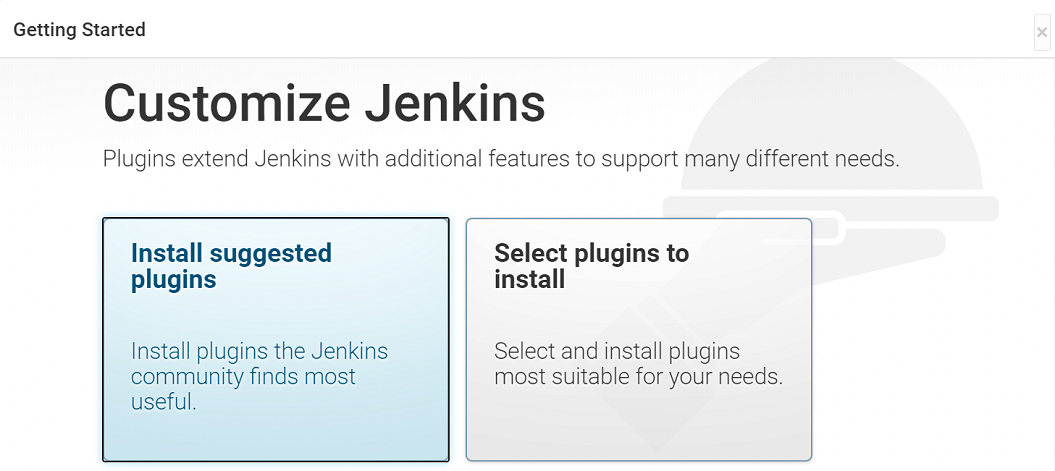 Getting Started
×
Customize Jenkins
Plugins extend Jenkins with additional features to support many different needs.
Install suggested
plugins
Install plugins the Jenkins
community finds most
useful.
Select plugins to
install
Select and install plugins
most suitable for your needs.